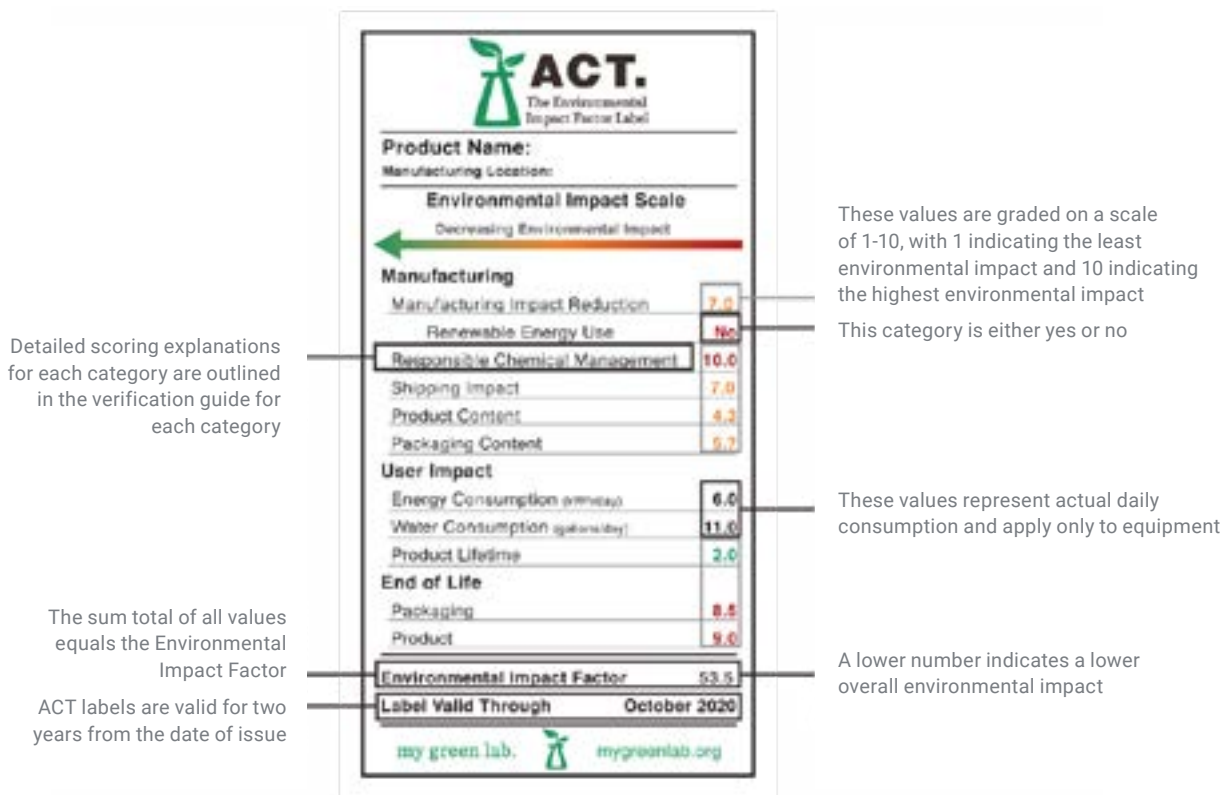 ACT.
The Environmental
Impact Factor Label
Product Name:
Manufacturing Location:
Environmental Impact Scale
Decreasing Environmental Impact
Manufacturing
Manufacturing Impact Reduction 7.0
Renewable Energy Use No
Responsible Chemical Management 10.0
Shipping Impact 7.0
Product Content 4.3
Packaging Content 5.7
User Impact
Energy Consumption (kWh/day) 6.0
Water Consumption (gallons/day) 11.0
Product Lifetime 2.0
End of Life
Packaging 8.5
Product 9.0
Environmental Impact Factor 53.5
Label Valid Through October 2020
my green lab. mygreenlab.org
Detailed scoring explanations
for each category are outlined
in the verification guide for
each category
The sum total of all values
equals the Environmental
Impact Factor
ACT labels are valid for two
years from the date of issue
These values are graded on a scale
of 1-10, with 1 indicating the least
environmental impact and 10 indicating
the highest environmental impact
This category is either yes or no
These values represent actual daily
consumption and apply only to equipment
A lower number indicates a lower
overall environmental impact